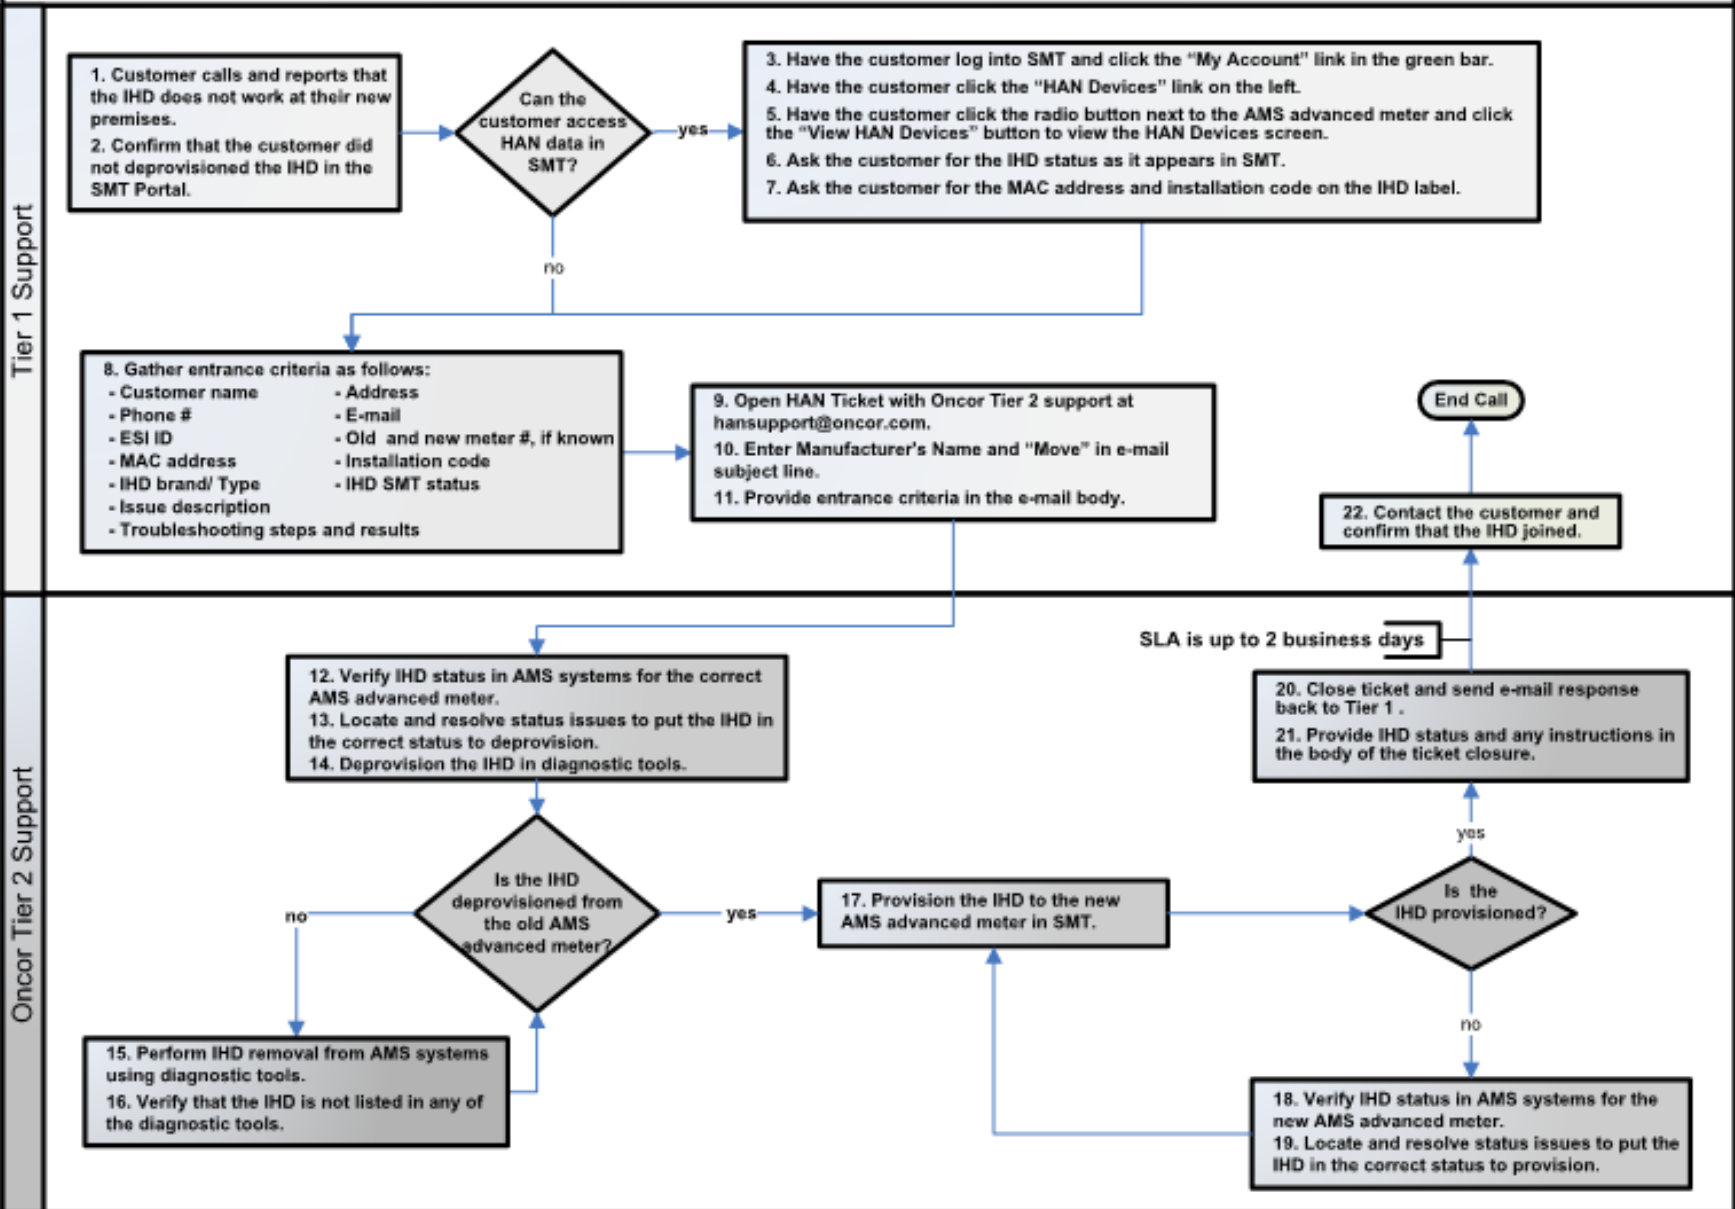 Tier 1 Support
1. Customer calls and reports that
the IHD does not work at their new
premises.
2. Confirm that the customer did
not deprovisioned the IHD in the
SMT Portal.
Can the
customer access
HAN data in
SMT?
yes
no
3. Have the customer log into SMT and click the “My Account” link in the green bar.
4. Have the customer click the “HAN Devices” link on the left.
5. Have the customer click the radio button next to the AMS advanced meter and click
the “View HAN Devices” button to view the HAN Devices screen.
6. Ask the customer for the IHD status as it appears in SMT.
7. Ask the customer for the MAC address and installation code on the IHD label.
8. Gather entrance criteria as follows:
- Customer name - Address
- Phone # - E-mail
- ESI ID - Old and new meter #, if known
- MAC address - Installation code
- IHD brand/ Type - IHD SMT status
- Issue description
- Troubleshooting steps and results
9. Open HAN Ticket with Oncor Tier 2 support at
hansupport@oncor.com.
10. Enter Manufacturer's Name and “Move” in e-mail
subject line.
11. Provide entrance criteria in the e-mail body.
End Call
22. Contact the customer and
confirm that the IHD joined.
Oncor Tier 2 Support
SLA is up to 2 business days
12. Verify IHD status in AMS systems for the correct
AMS advanced meter.
13. Locate and resolve status issues to put the IHD in
the correct status to deprovision.
14. Deprovision the IHD in diagnostic tools.
20. Close ticket and send e-mail response
back to Tier 1 .
21. Provide IHD status and any instructions in
the body of the ticket closure.
yes
Is the IHD
deprovisioned from
the old AMS
advanced meter?
no
yes
17. Provision the IHD to the new
AMS advanced meter in SMT.
Is the
IHD provisioned?
no
15. Perform IHD removal from AMS systems
using diagnostic tools.
16. Verify that the IHD is not listed in any of
the diagnostic tools.
18. Verify IHD status in AMS systems for the
new AMS advanced meter.
19. Locate and resolve status issues to put the
IHD in the correct status to provision.